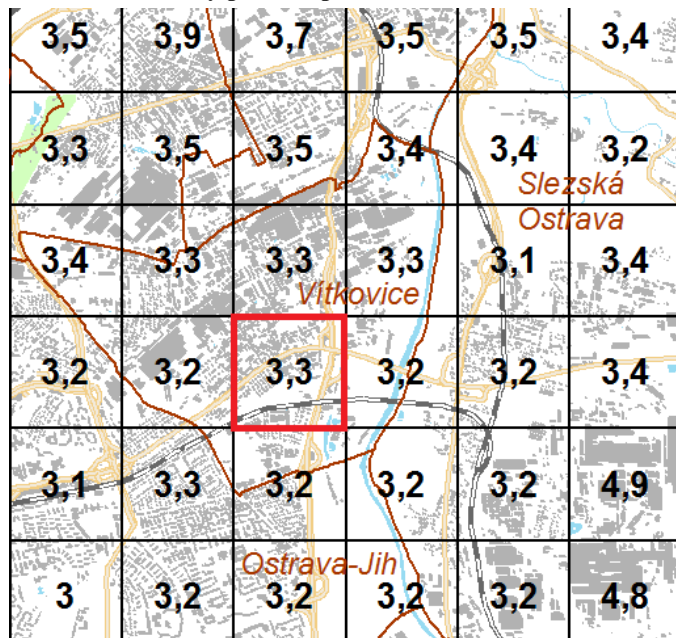 3,5 3,9 3,7 3,5 3,5 3,4
3,3 3,5 3,5 3,4 3,4 3,2
Slezská
Ostrava
3,4 3,3 3,3 3,3 3,1 3,4
Vítkovice
3,2 3,2 3,3 3,2 3,2 3,4
3,1 3,3 3,2 3,2 3,2 4,9
Ostrava-Jih
3 3,2 3,2 3,2 3,2 4,8